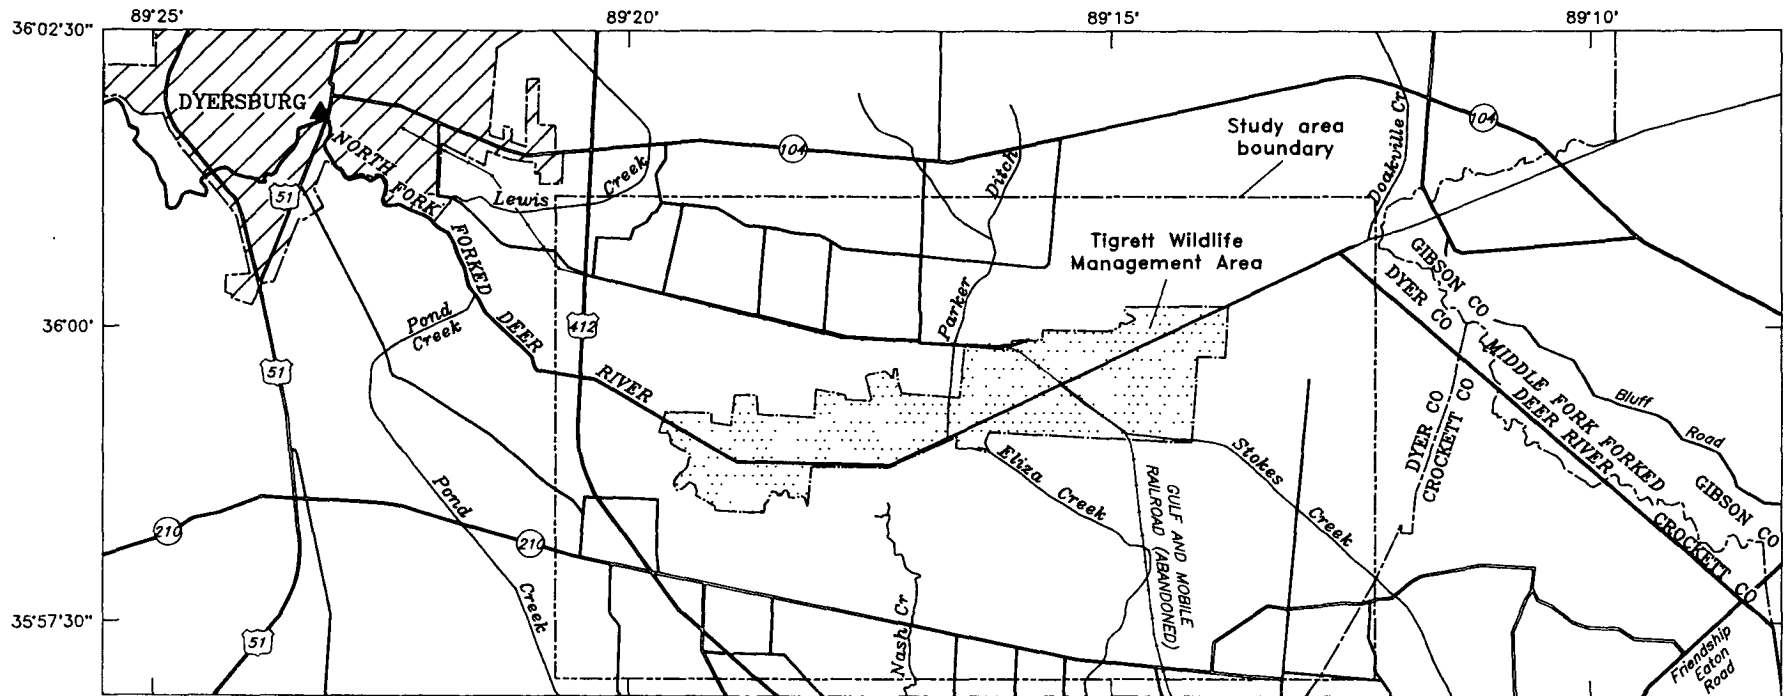 89°25'
89°20'
89°15'
89°10'
36°02'30"
DYERSBURG
104
104
Study area
boundary
Doakville Cr
NORTH FORK
FORKED
DEER
RIVER
Lewis
Creek
Ditch
Parker
51
Tigrett Wildlife
Management Area
GIBSON CO
DYER CO
36°00'
Pond
Creek
412
51
MIDDLE FORK FORKED
DEER RIVER
Bluff
Road
DYER CO
CROCKETT CO
Eliza
Creek
Stokes
Creek
GULF AND MOBILE
RAILROAD (ABANDONED)
GIBSON CO
CROCKETT CO
Pond
Creek
210
210
Nash Cr
35°57'30"
51
Friendship
Eaton
Road